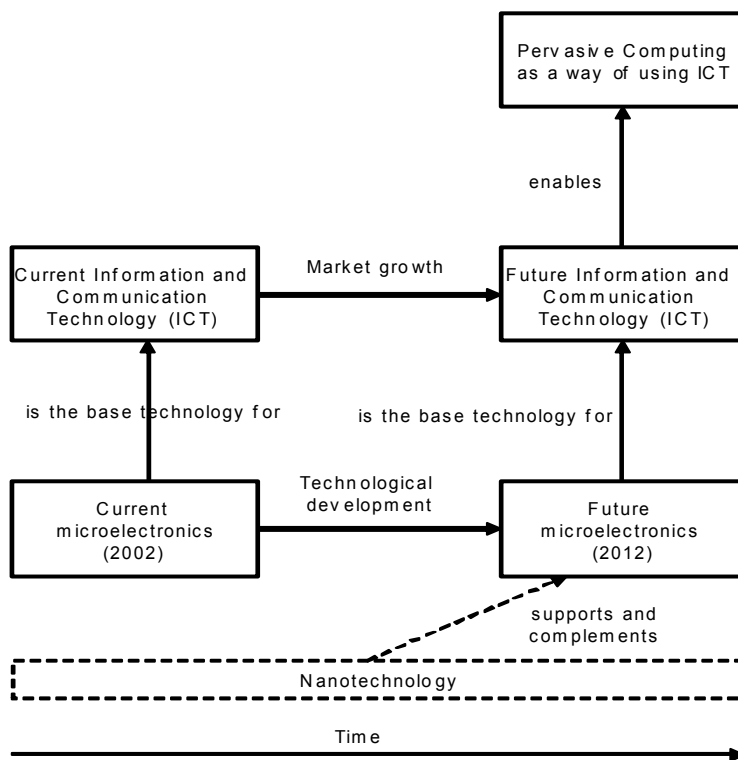 Pervasive Computing
as a way of using ICT
enables
Current Information and
Communication
Technology (ICT)
Market growth
Future Information and
Communication
Technology (ICT)
is the base technology for
is the base technology for
Current
microelectronics
(2002)
Technological
development
Future
microelectronics
(2012)
supports and
complements
Nanotechnology
Time